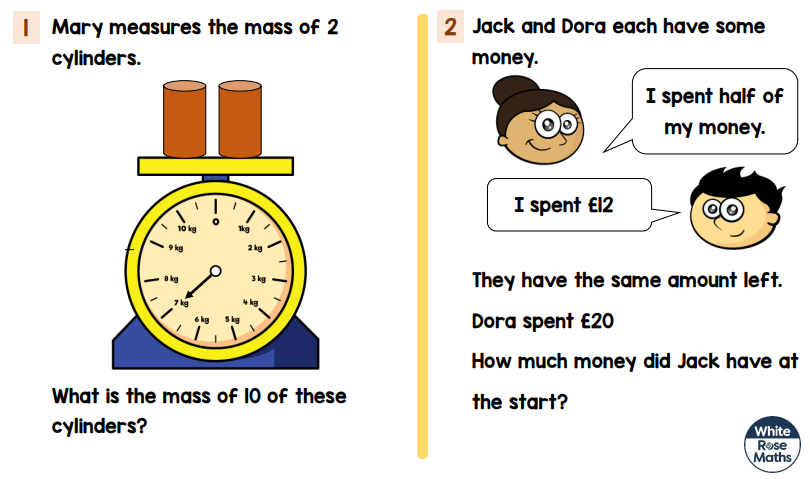 1
Mary measures the mass of 2
cylinders.
0
1kg
2 kg
3 kg
4 kg
5 kg
6 kg
7 kg
8 kg
9 kg
10 kg
What is the mass of 10 of these
cylinders?
2
Jack and Dora each have some
money.
I spent half of
my money.
I spent £12
They have the same amount left.
Dora spent £20
How much money did Jack have at
the start?
White
Rose
Maths